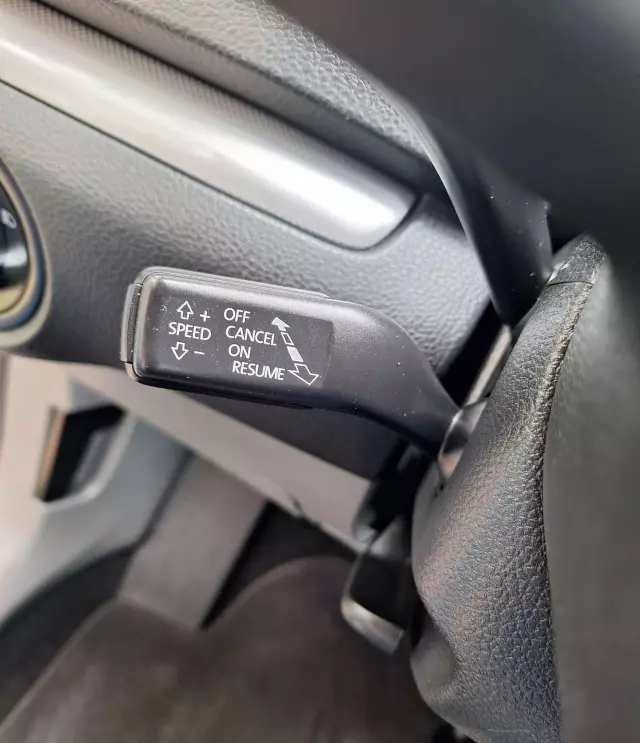 + OFF
SPEED CANCEL
- ON
RESUME